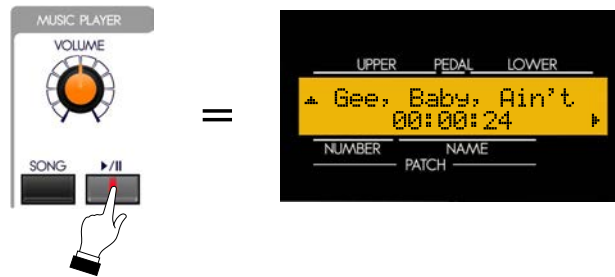 MUSIC PLAYER
VOLUME
SONG ▶/II
=
UPPER PEDAL LOWER
Gee, Baby, Ain't
00:00:24
NUMBER NAME
PATCH